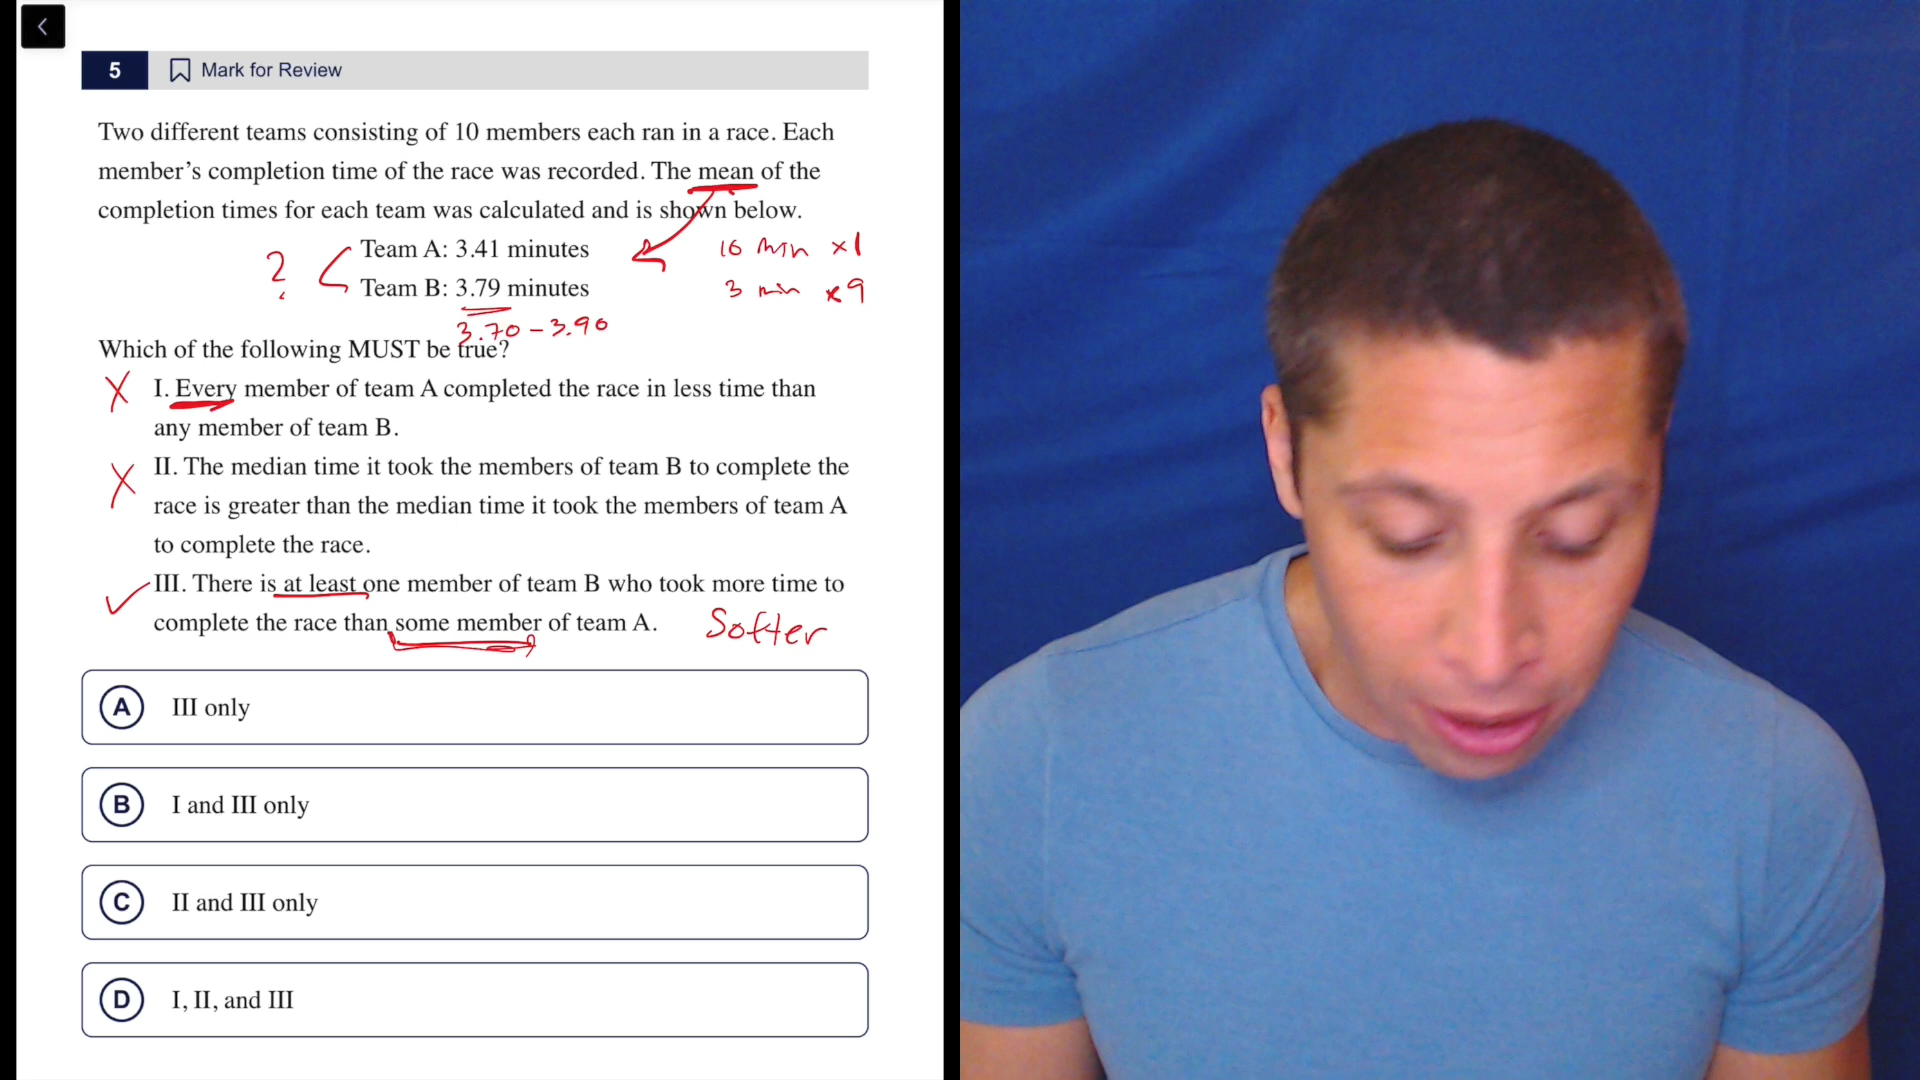 5 Mark for Review
Two different teams consisting of 10 members each ran in a race. Each
member’s completion time of the race was recorded. The mean of the
completion times for each team was calculated and is shown below.
? Team A: 3.41 minutes 10 min x1
Team B: 3.79 minutes 3 min x9
3.70 - 3.90
Which of the following MUST be true?
X I. Every member of team A completed the race in less time than
any member of team B.
X II. The median time it took the members of team B to complete the
race is greater than the median time it took the members of team A
to complete the race.
✓ III. There is at least one member of team B who took more time to
complete the race than some member of team A. Softer
A III only
B I and III only
C II and III only
D I, II, and III